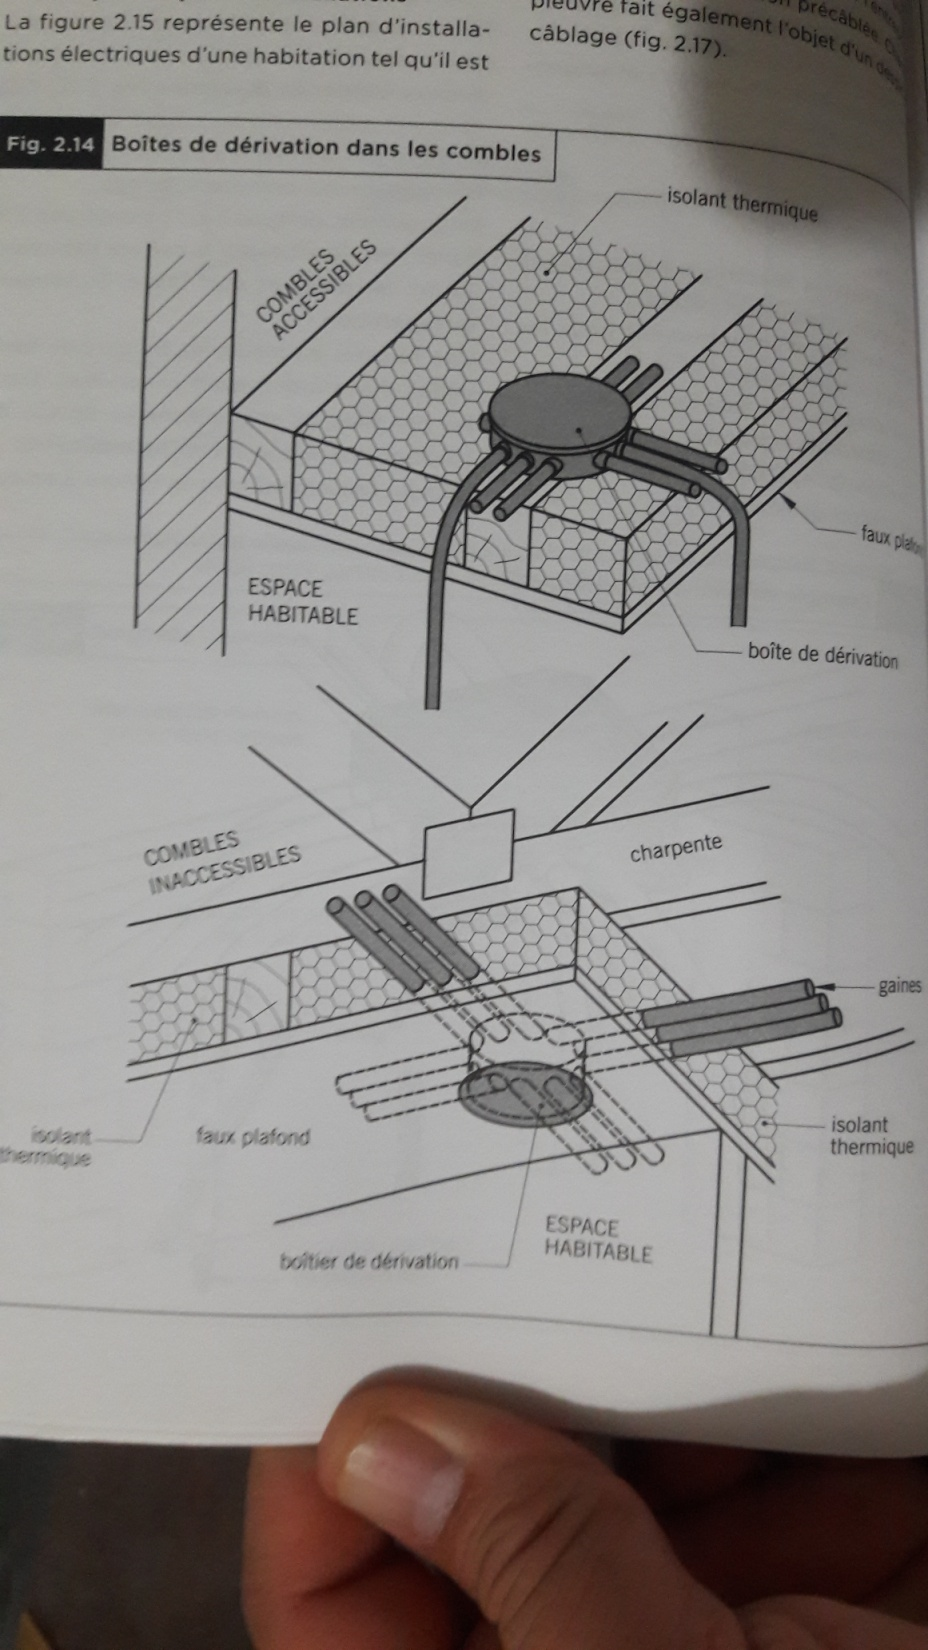 La figure 2.15 représente le plan d'installa-
tions électriques d'une habitation tel qu'il est
pieuvre fait également l'objet d'un
câblage (fig. 2.17).
précâblée.
Fig. 2.14 Boîtes de dérivation dans les combles
isolant thermique
COMBLES
ACCESSIBLES
faux
ESPACE
HABITABLE
boîte de dérivation
COMBLES
INACCESSIBLES
charpente
gaines
isolant
thermique
faux plafond
isolant
thermique
ESPACE
HABITABLE
boîtier de dérivation